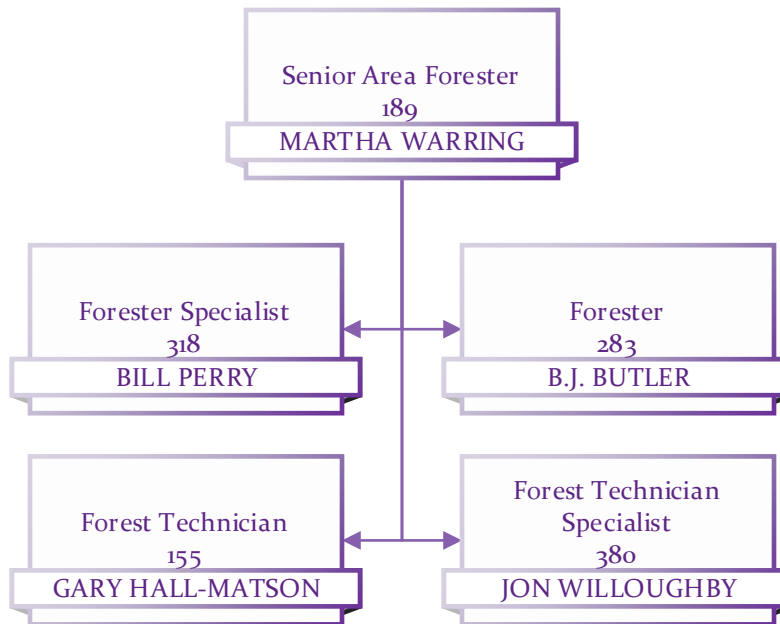 Senior Area Forester
189
MARTHA WARRING
Forester Specialist
318
BILL PERRY
Forester
283
B.J. BUTLER
Forest Technician
155
GARY HALL-MATSON
Forest Technician
Specialist
380
JON WILLOUGHBY